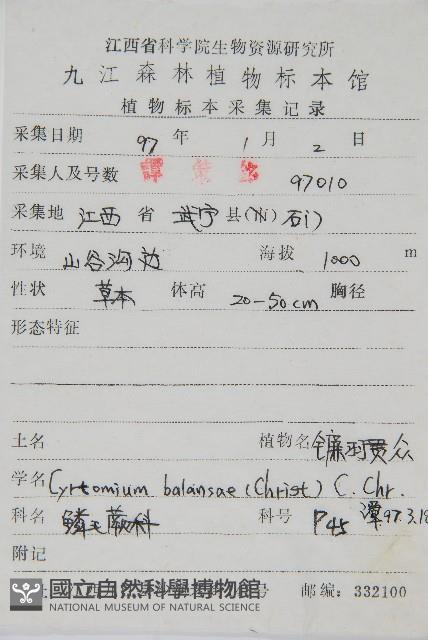 江西省科学院生物资源研究所
九江森林植物标本馆
植物标本采集记录
采集日期 97 年 1 月 2 日
采集人及号数 譚 97010
采集地 江西 省 武宁 县(市) 石门
环境 山谷沟边 海拔 1000 m
性状 草本 体高 20-50cm 胸径
形态特征
土名 植物名 镰羽贯众
学名 Cyrtomium balansae (Christ) C. Chr.
科名 鳞毛蕨科 科号 P45 潭97.3.18
附记
邮编: 332100
國立自然科學博物館
NATIONAL MUSEUM OF NATURAL SCIENCE